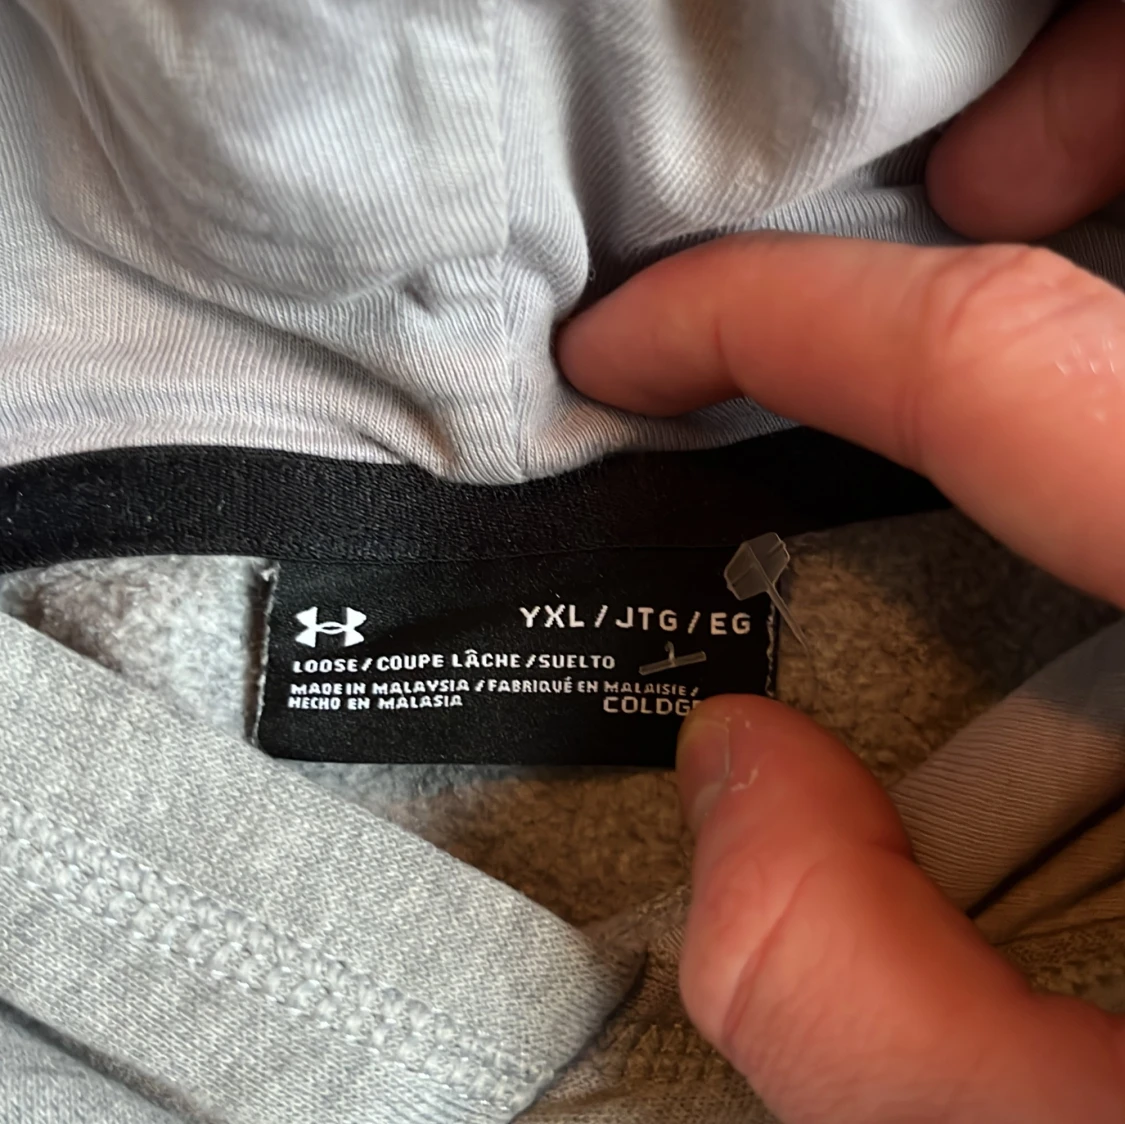 YXL / JTG / EG
LOOSE / COUPE LÂCHE / SUELTO
MADE IN MALAYSIA / FABRIQUÉ EN MALAISIE /
HECHO EN MALASIA